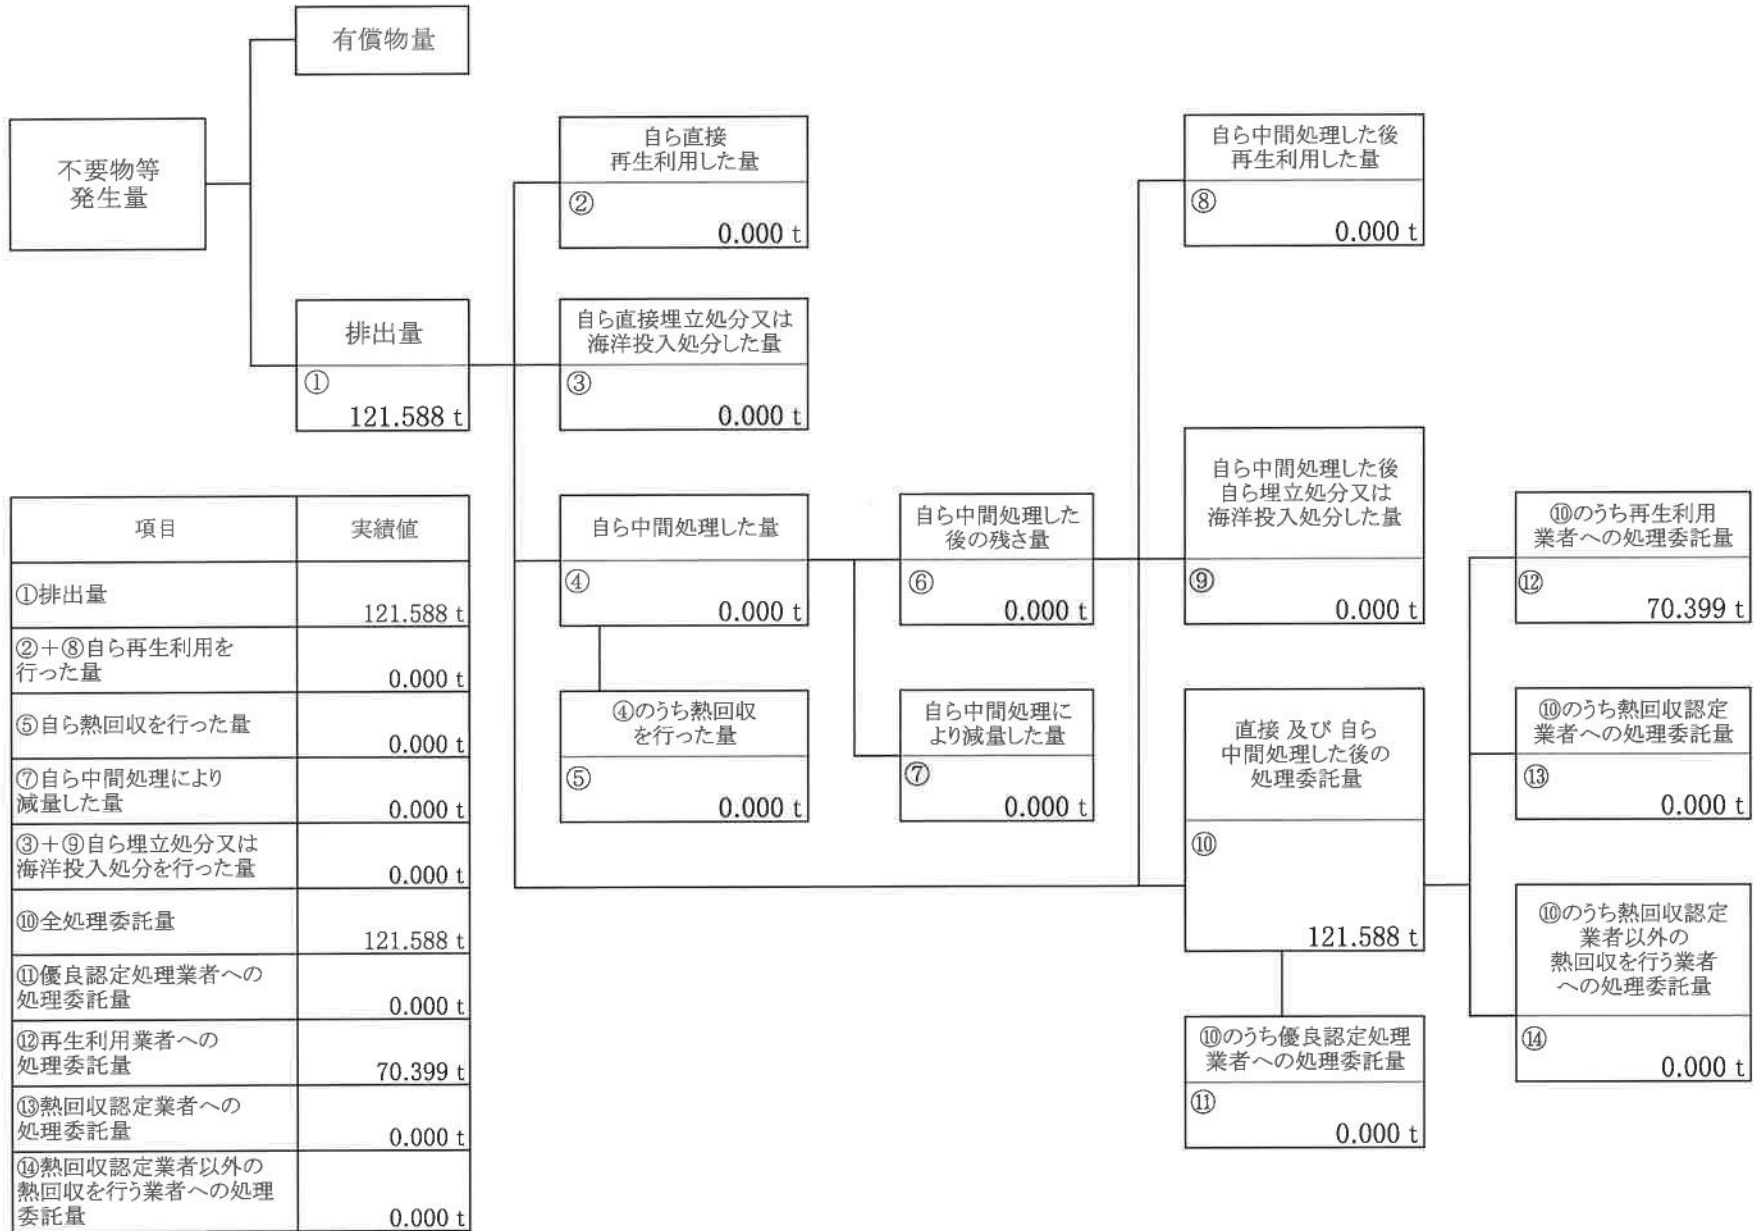 有償物量
不要物等
発生量
排出量
①
121.588 t
自ら直接
再生利用した量
②
0.000 t
自ら直接埋立処分又は
海洋投入処分した量
③
0.000 t
自ら中間処理した量
④
0.000 t
④のうち熱回収
を行った量
⑤
0.000 t
自ら中間処理した
後の残さ量
⑥
0.000 t
自ら中間処理に
より減量した量
⑦
0.000 t
自ら中間処理した後
再生利用した量
⑧
0.000 t
自ら中間処理した後
自ら埋立処分又は
海洋投入処分した量
⑨
0.000 t
直接 及び 自ら
中間処理した後の
処理委託量
⑩
121.588 t
⑩のうち優良認定処理
業者への処理委託量
⑪
0.000 t
⑩のうち再生利用
業者への処理委託量
⑫
70.399 t
⑩のうち熱回収認定
業者への処理委託量
⑬
0.000 t
⑩のうち熱回収認定
業者以外の
熱回収を行う業者
への処理委託量
⑭
0.000 t
項目 実績値
①排出量
121.588 t
②＋⑧自ら再生利用を
行った量
0.000 t
⑤自ら熱回収を行った量
0.000 t
⑦自ら中間処理により
減量した量
0.000 t
③＋⑨自ら埋立処分又は
海洋投入処分を行った量
0.000 t
⑩全処理委託量
121.588 t
⑪優良認定処理業者への
処理委託量
0.000 t
⑫再生利用業者への
処理委託量
70.399 t
⑬熱回収認定業者への
処理委託量
0.000 t
⑭熱回収認定業者以外の
熱回収を行う業者への処理
委託量
0.000 t